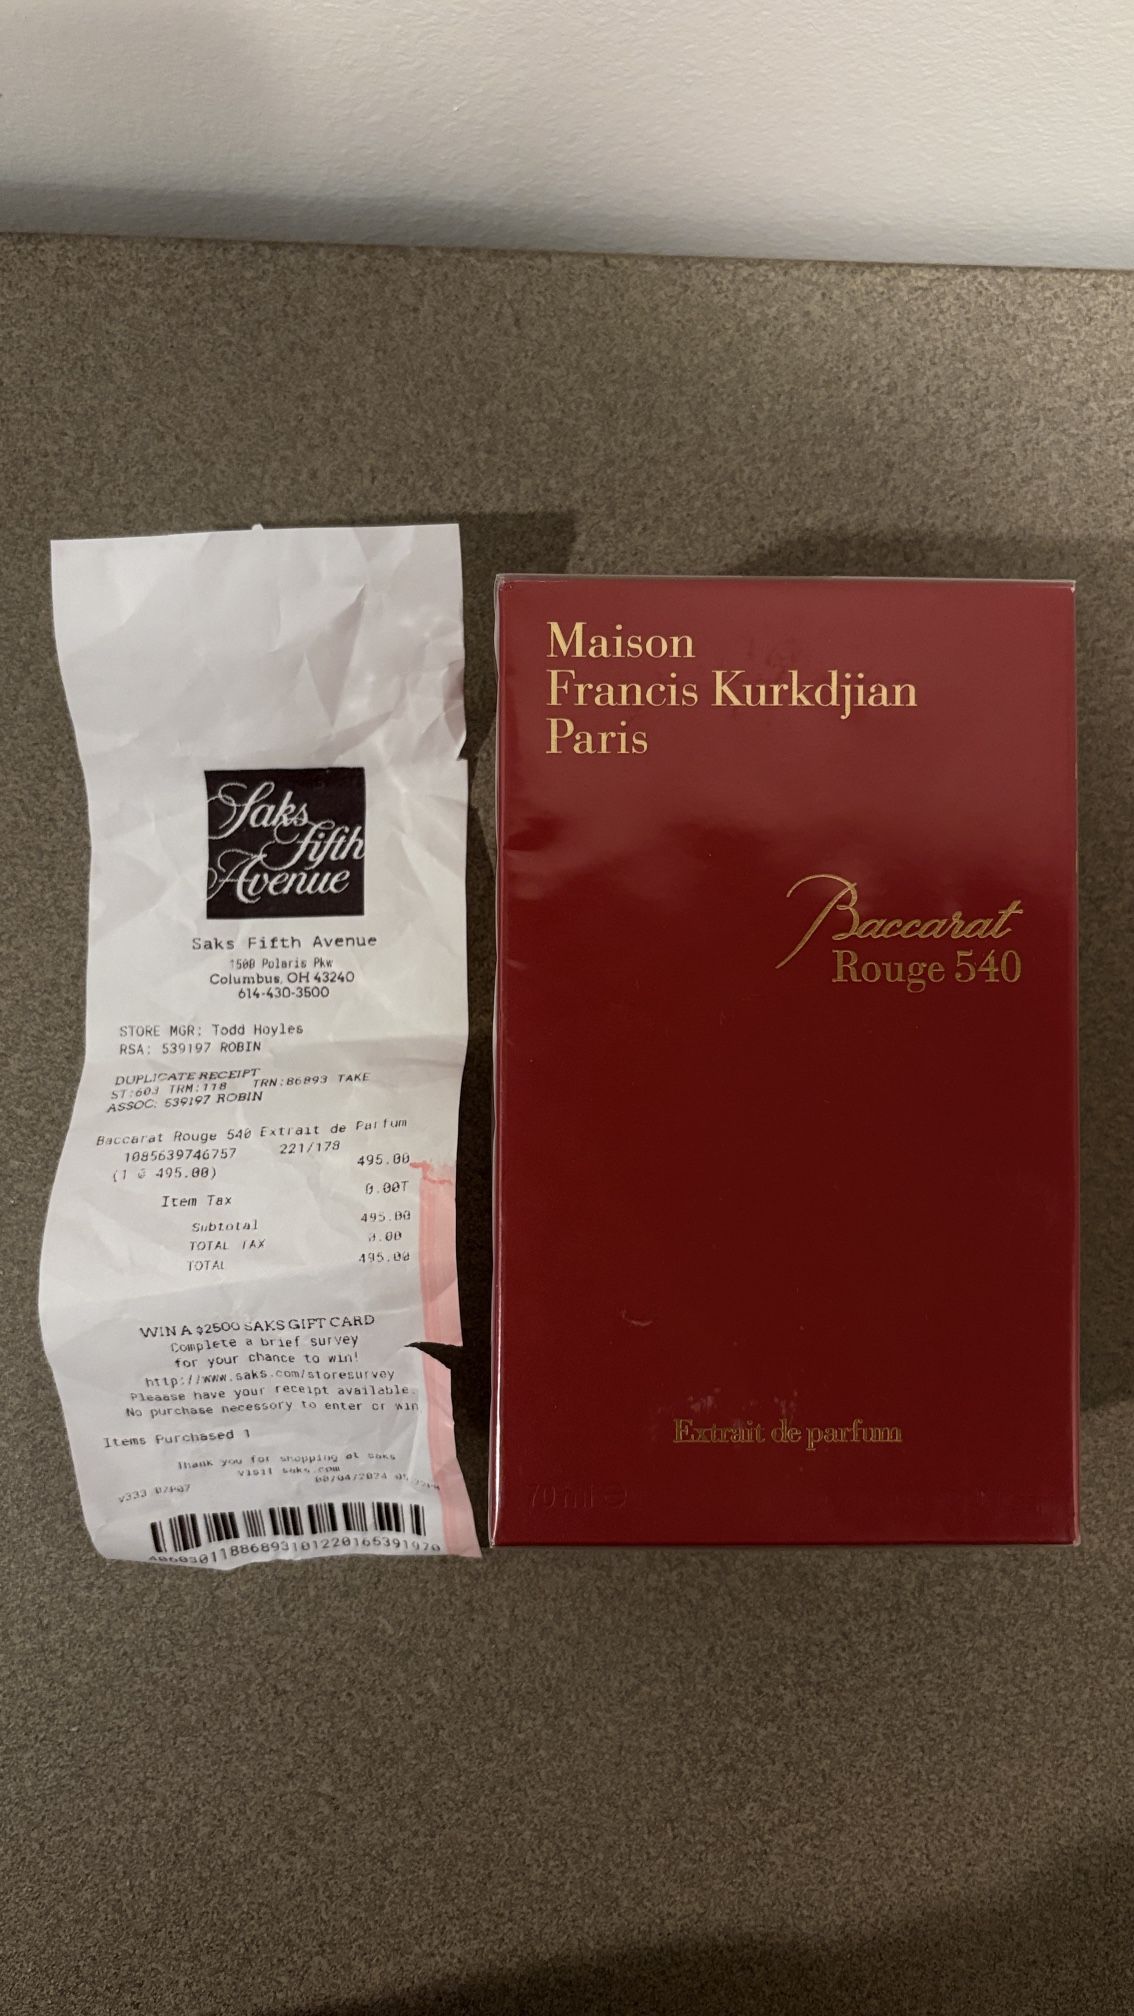 Saks
Fifth
Avenue
Saks Fifth Avenue
1500 Polaris Pkw
Columbus, OH 43240
614-430-3500
STORE MGR: Todd Hoyles
RSA: 539197 ROBIN
DUPLICATE RECEIPT
ST:603 TRM:118 TRN:86893 TAKE
ASSOC: 539197 ROBIN
Baccarat Rouge 540 Extrait de Parfum
1085639746757 221/178
(1 @ 495.00) 495.00
Item Tax 0.00T
Subtotal 495.00
TOTAL TAX 0.00
TOTAL 495.00
WIN A $2500 SAKS GIFT CARD
Complete a brief survey
for your chance to win!
http://www.saks.com/storesurvey
Pleaase have your receipt available.
No purchase necessary to enter or win
Items Purchased 1
Thank you for shopping at saks
visit saks.com
Maison
Francis Kurkdjian
Paris
Baccarat
Rouge 540
Extrait de parfum
70 ml e